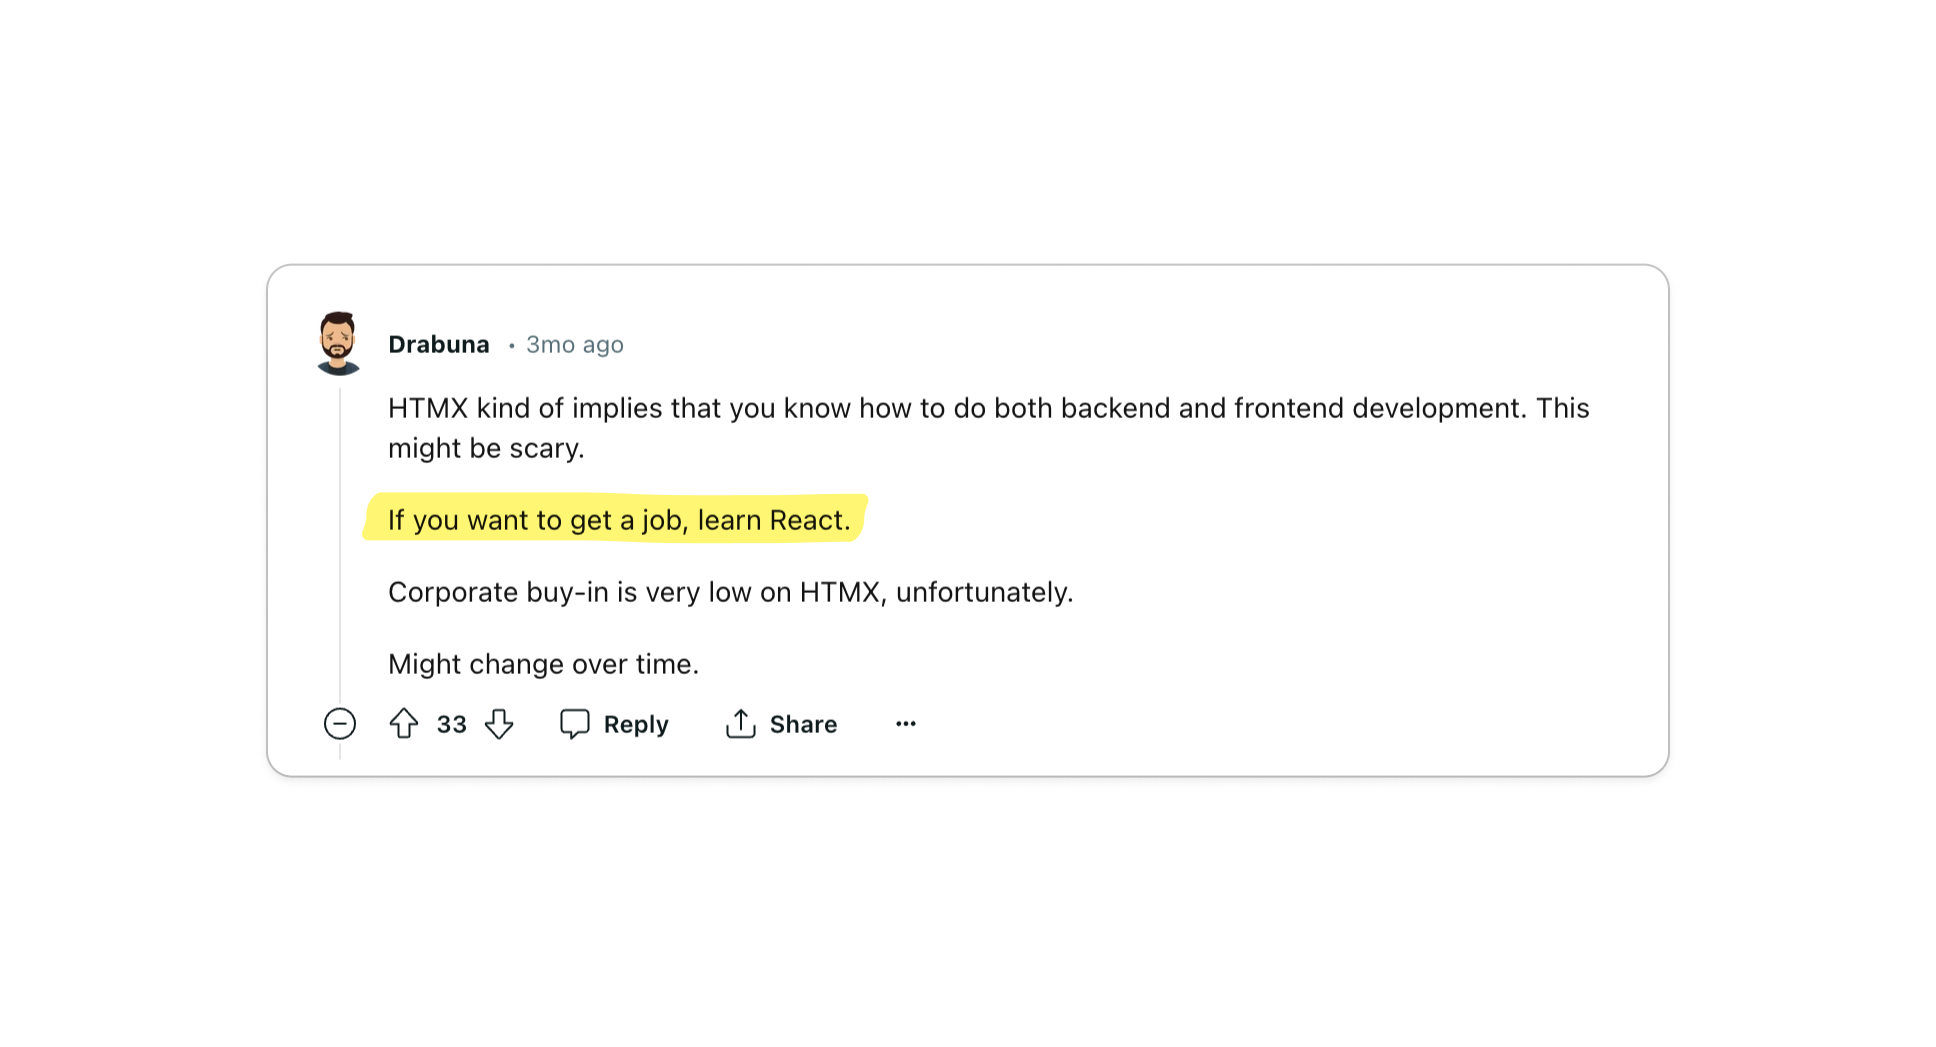 Drabuna • 3mo ago
HTMX kind of implies that you know how to do both backend and frontend development. This
might be scary.
If you want to get a job, learn React.
Corporate buy-in is very low on HTMX, unfortunately.
Might change over time.
33 Reply Share ...